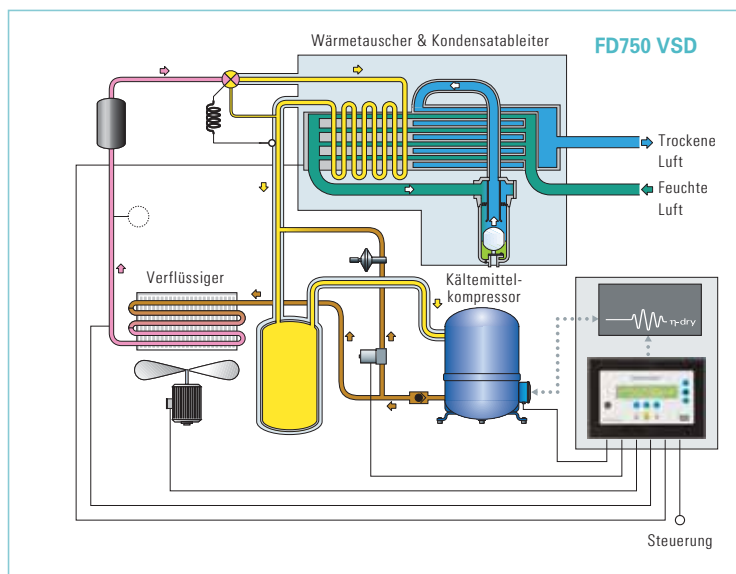 Wärmetauscher & Kondensatableiter
FD750 VSD
Trockene
Luft
Feuchte
Luft
Verflüssiger
Kältemittel-
kompressor
η-dry
Steuerung